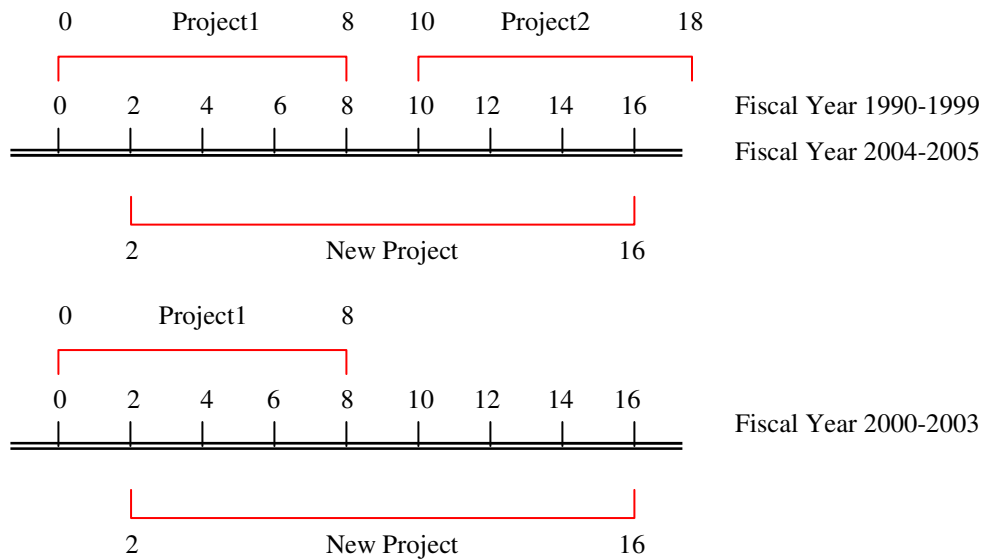 0 Project1 8 10 Project2 18
0 2 4 6 8 10 12 14 16 Fiscal Year 1990-1999
Fiscal Year 2004-2005
2 New Project 16
0 Project1 8
0 2 4 6 8 10 12 14 16
Fiscal Year 2000-2003
2 New Project 16